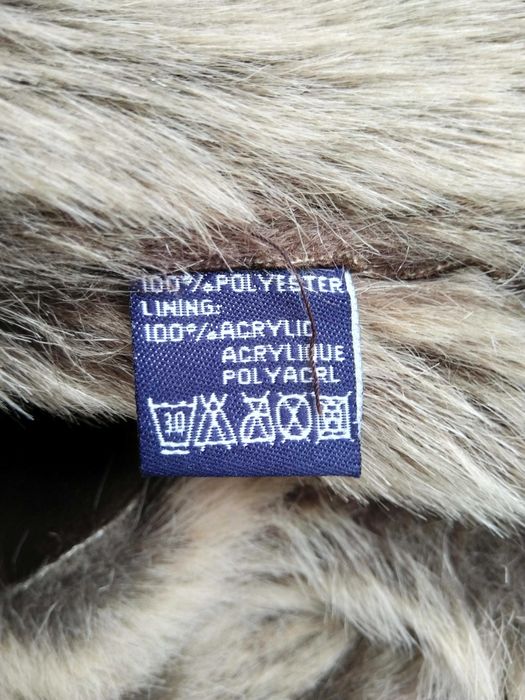 100% POLYESTER
LINING:
100% ACRYLIC
ACRYLIQUE
POLYACRL
30